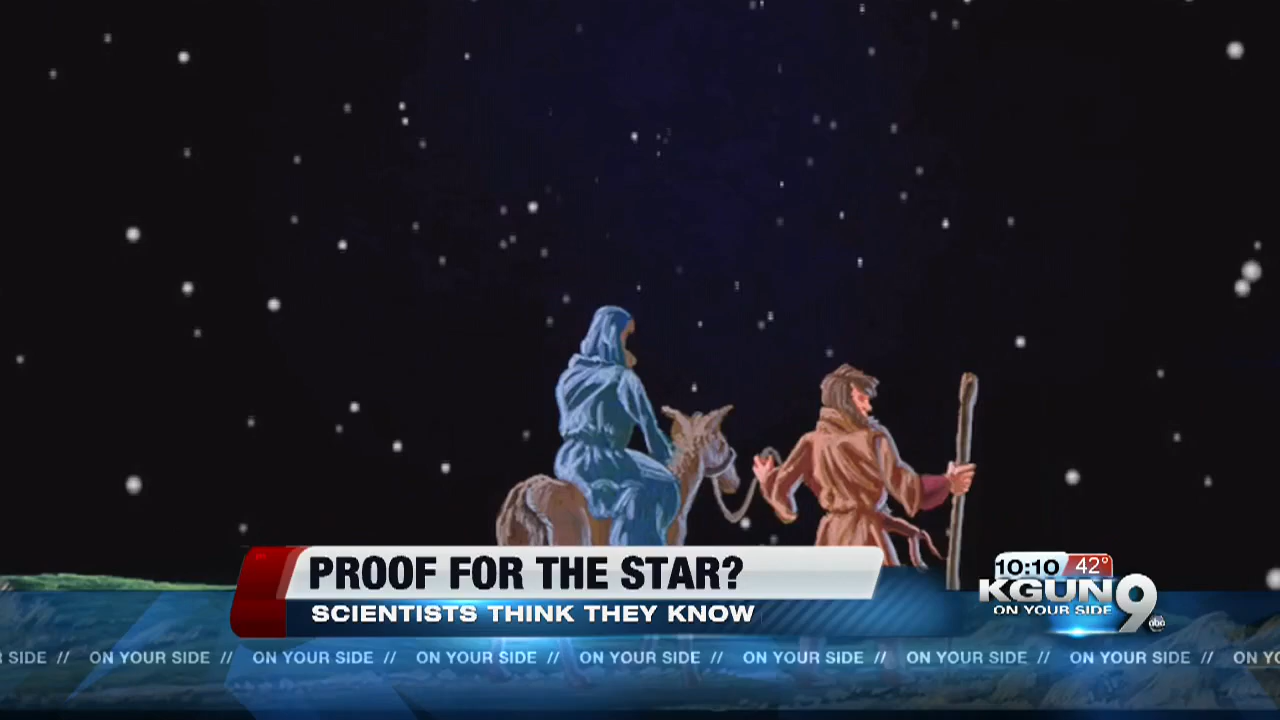 PROOF FOR THE STAR?
SCIENTISTS THINK THEY KNOW
10:10 42°
KGUN9
ON YOUR SIDE
abc
R SIDE // ON YOUR SIDE // ON YOUR SIDE // ON YOUR SIDE // ON YOUR SIDE // ON YOUR SIDE // ON YOUR SIDE // ON YOUR SIDE // ON YO